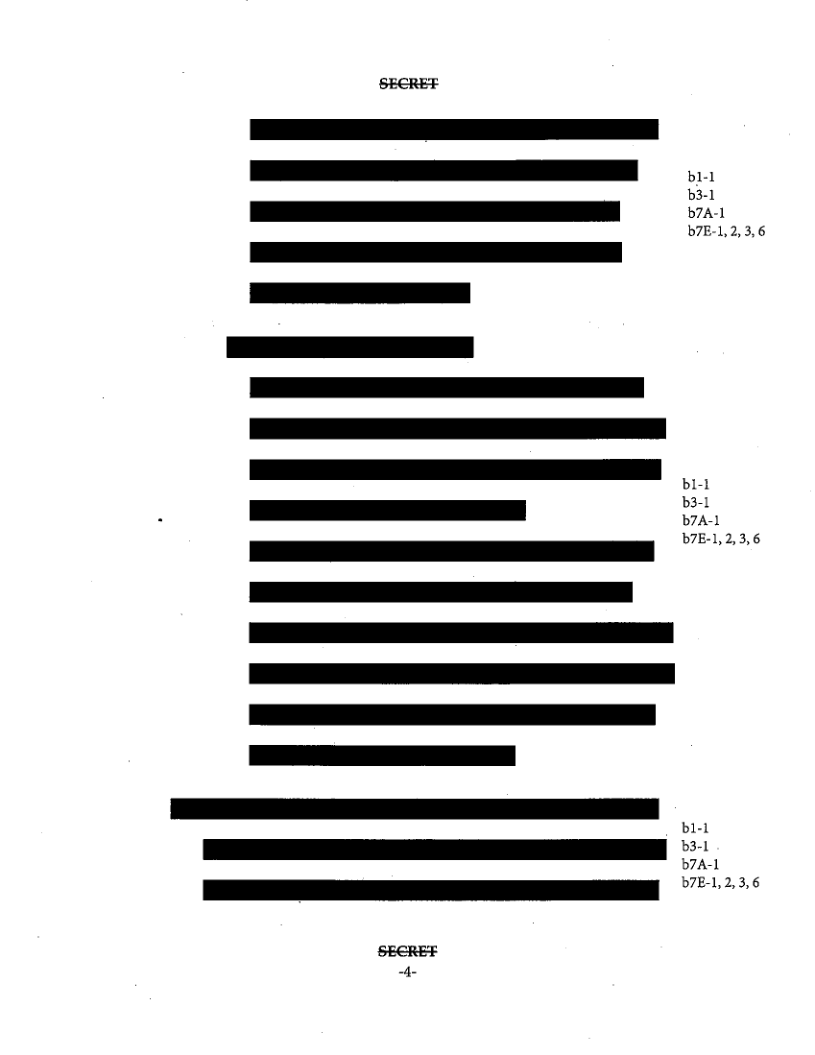 SECRET
b1-1
b3-1
b7A-1
b7E-1, 2, 3, 6
b1-1
b3-1
b7A-1
b7E-1, 2, 3, 6
b1-1
b3-1
b7A-1
b7E-1, 2, 3, 6
SECRET
-4-